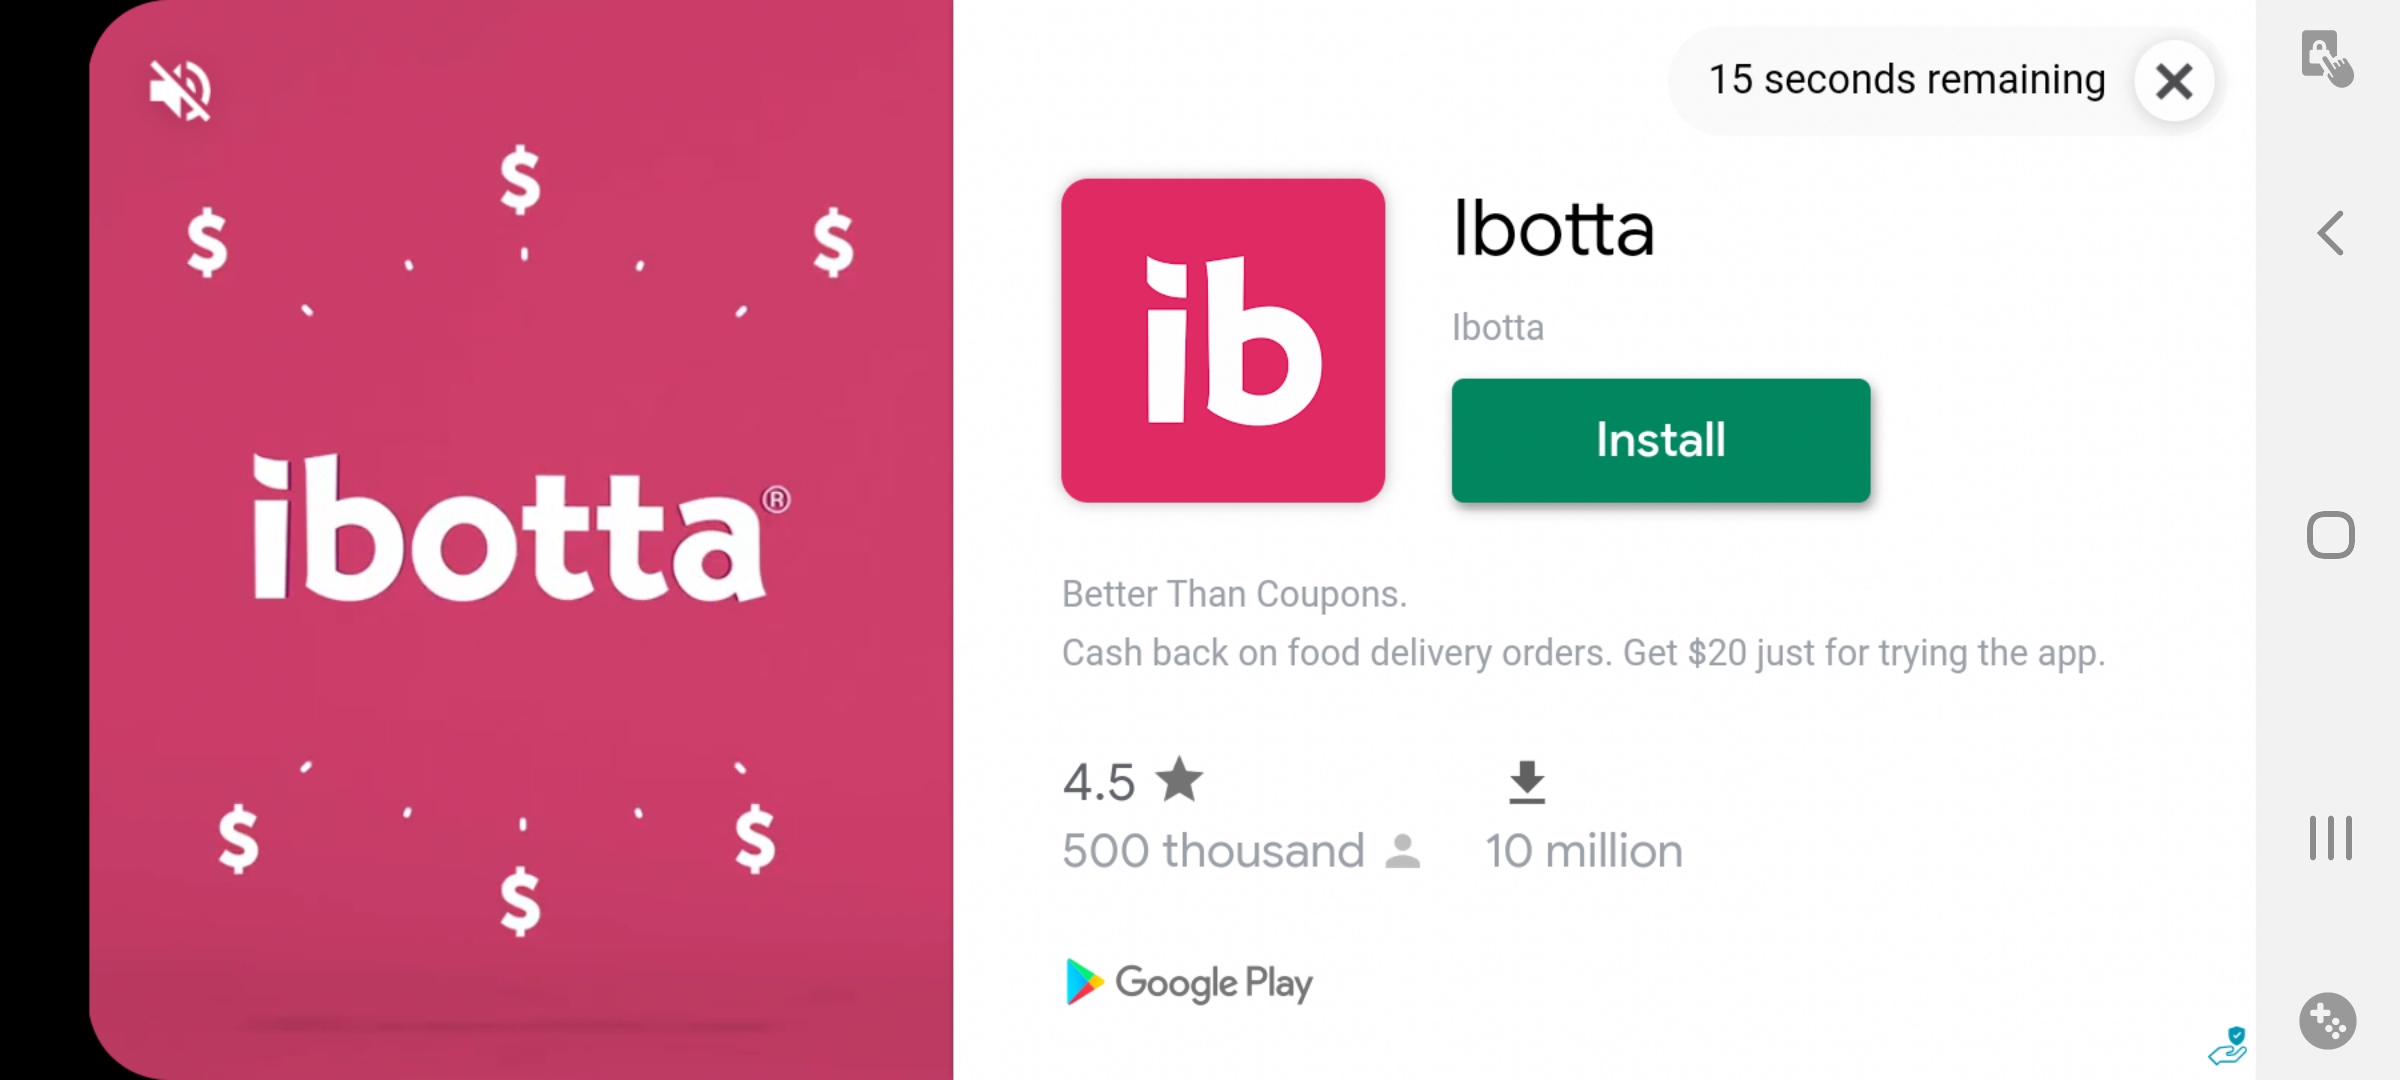 $
$
$
ibotta®
$
$
$
15 seconds remaining
ib
Ibotta
Ibotta
Install
Better Than Coupons.
Cash back on food delivery orders. Get $20 just for trying the app.
4.5
500 thousand
10 million
Google Play